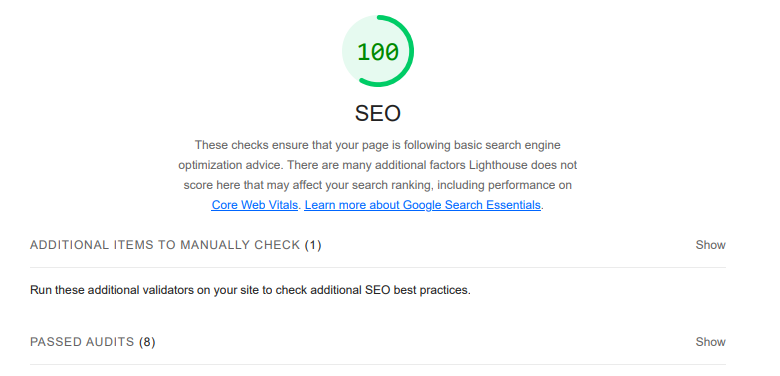 100
SEO
These checks ensure that your page is following basic search engine
optimization advice. There are many additional factors Lighthouse does not
score here that may affect your search ranking, including performance on
Core Web Vitals. Learn more about Google Search Essentials.
ADDITIONAL ITEMS TO MANUALLY CHECK (1) Show
Run these additional validators on your site to check additional SEO best practices.
PASSED AUDITS (8) Show